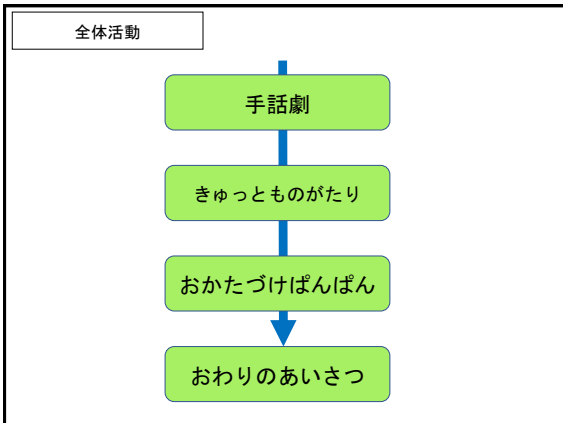 全体活動
手話劇
きゅっとものがたり
おかたづけぱんぱん
おわりのあいさつ